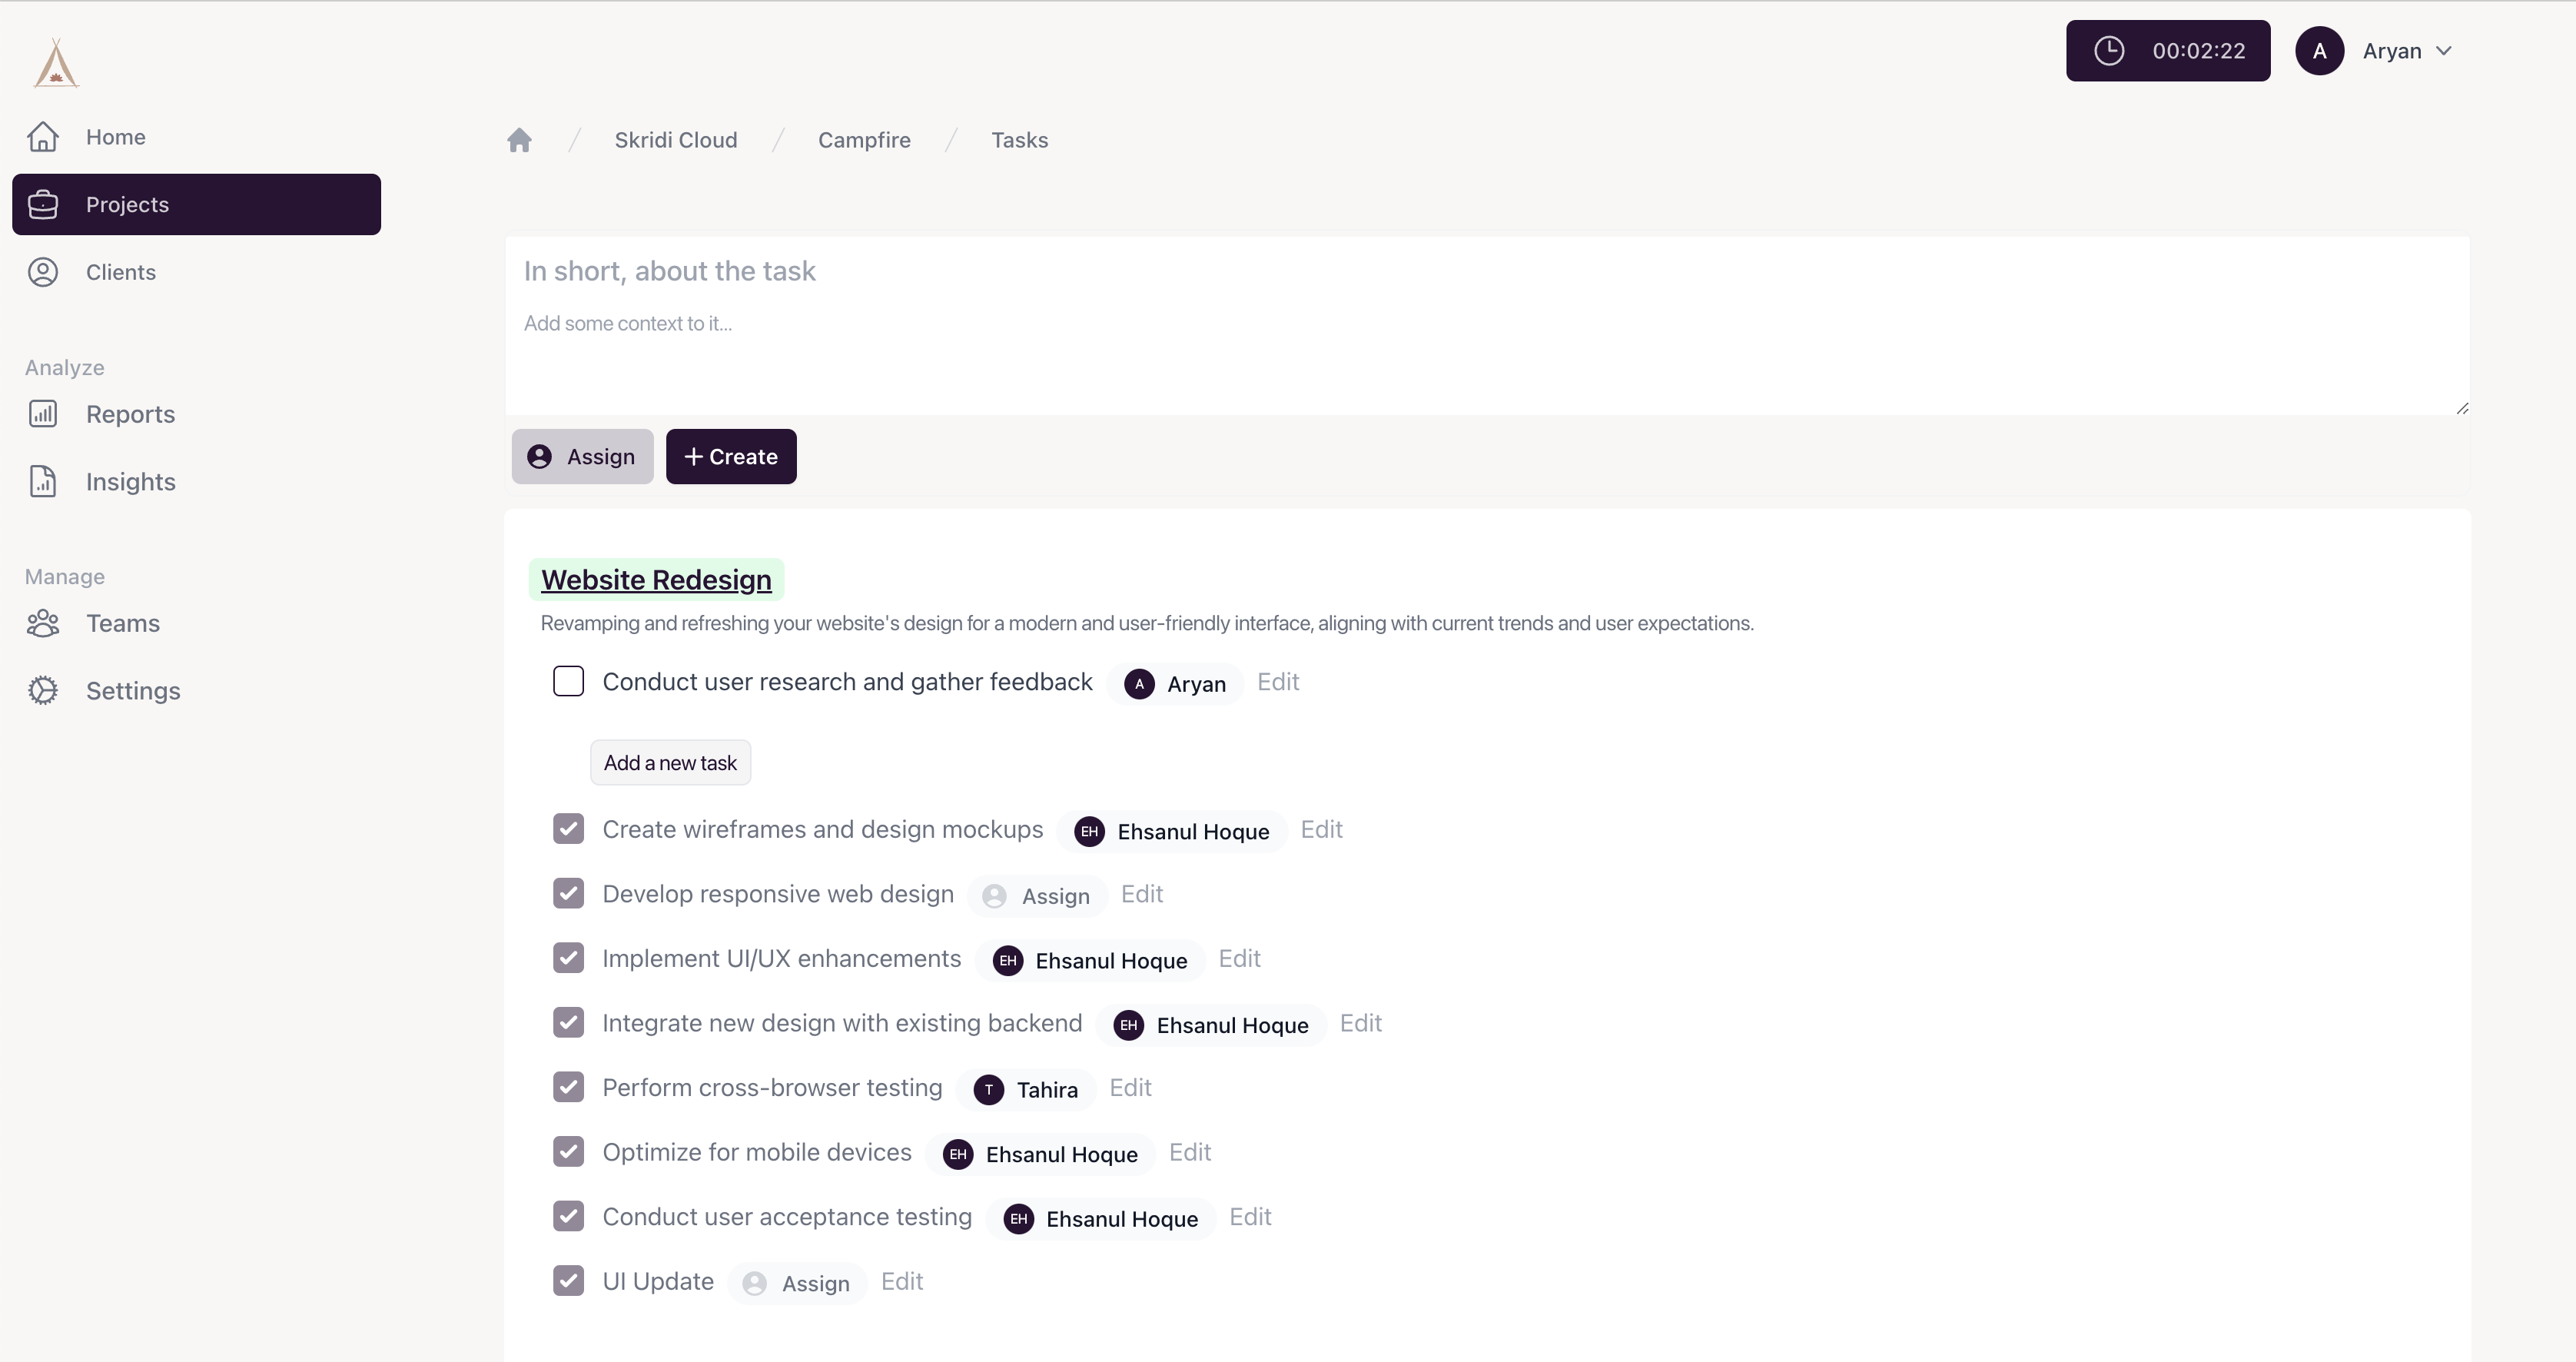 00:02:22
A Aryan
Home
Projects
Clients
Analyze
Reports
Insights
Manage
Teams
Settings
Skridi Cloud / Campfire / Tasks
In short, about the task
Add some context to it...
Assign
+ Create
Website Redesign
Revamping and refreshing your website's design for a modern and user-friendly interface, aligning with current trends and user expectations.
Conduct user research and gather feedback A Aryan Edit
Add a new task
Create wireframes and design mockups EH Ehsanul Hoque Edit
Develop responsive web design Assign Edit
Implement UI/UX enhancements EH Ehsanul Hoque Edit
Integrate new design with existing backend EH Ehsanul Hoque Edit
Perform cross-browser testing T Tahira Edit
Optimize for mobile devices EH Ehsanul Hoque Edit
Conduct user acceptance testing EH Ehsanul Hoque Edit
UI Update Assign Edit